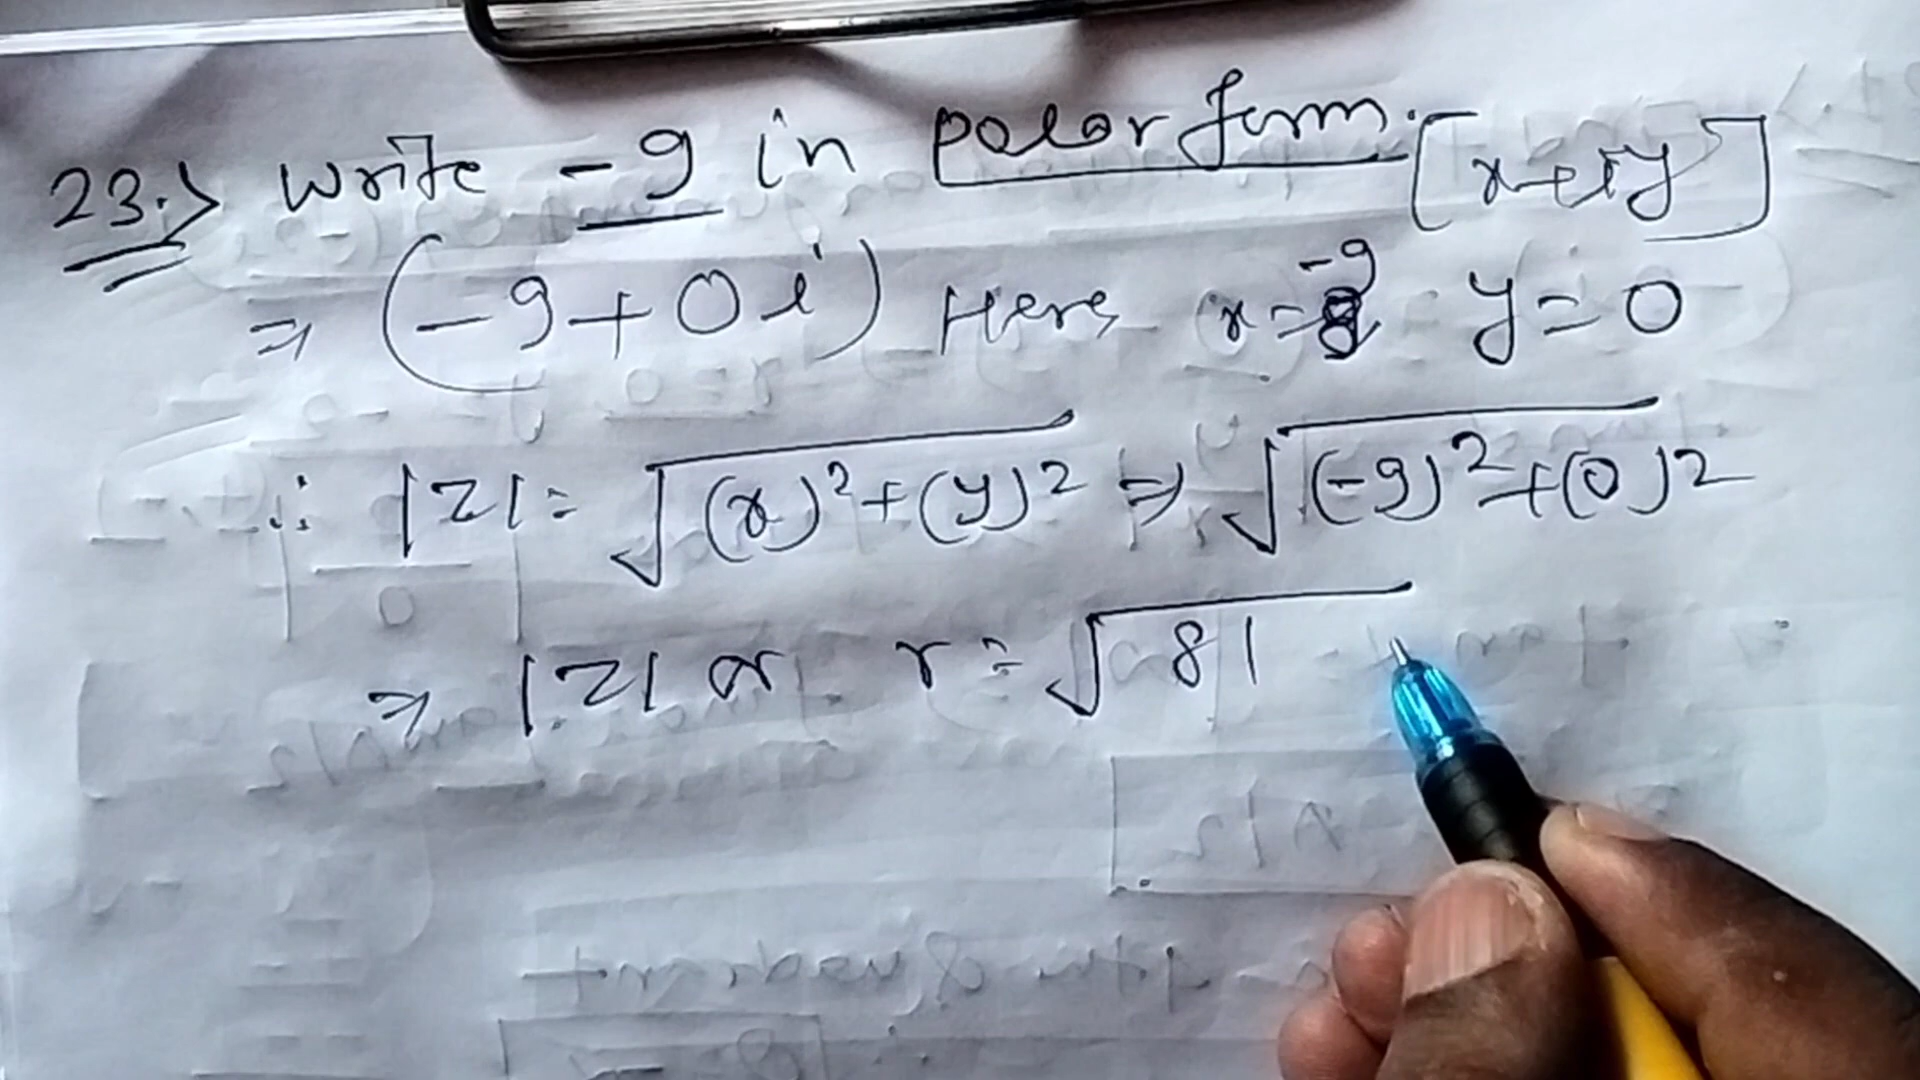 23.> Write -9 in polar form. [x+iy]
⇒ (-9+0i) Here x=-9 y=0
∴ |Z|= √(x)²+(y)² ⇒ √(-9)²+(0)²
⇒ |Z| or r = √81